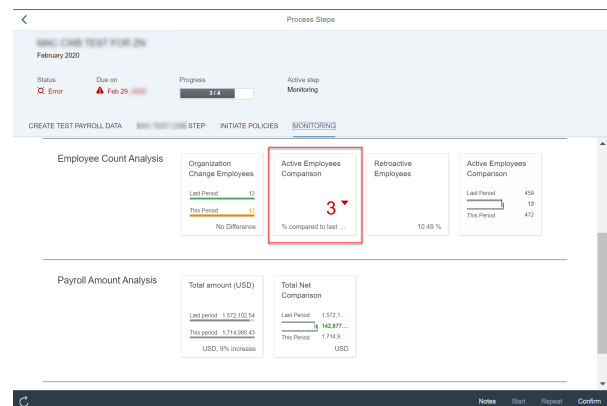 Process Steps
February 2020
Status
Due on
Progress
Active step
Error
Feb 29
3 / 4
Monitoring
CREATE TEST PAYROLL DATA
STEP
INITIATE POLICIES
MONITORING
Employee Count Analysis
Organization
Change Employees
Last Period 12
This Period 12
No Difference
Active Employees
Comparison
3
% compared to last ...
Retroactive
Employees
10.49 %
Active Employees
Comparison
Last Period 459
13
This Period 472
Payroll Amount Analysis
Total amount (USD)
Last period 1,572,102.54
This period 1,714,980.43
USD, 9% increase
Total Net
Comparison
Last Period 1,572,1...
142,877...
This Period 1,714,9...
USD
Notes
Start
Repeat
Confirm